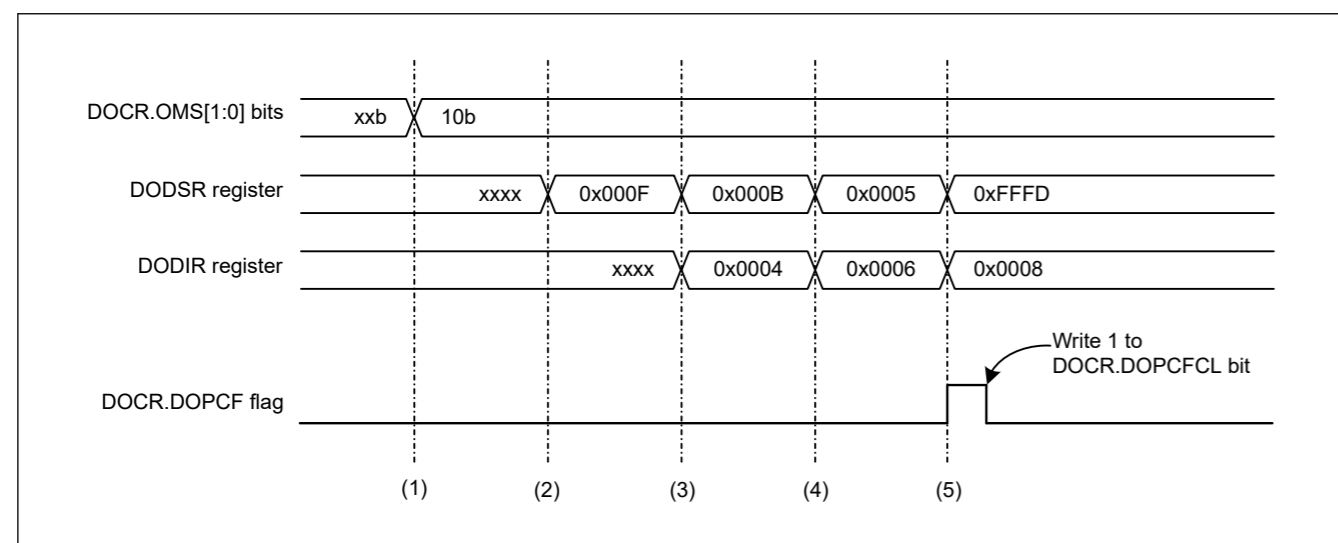 DOCR.OMS[1:0] bits xxb 10b
DODSR register xxxx 0x000F 0x000B 0x0005 0xFFFD
DODIR register xxxx 0x0004 0x0006 0x0008
Write 1 to
DOCR.DOPCFCL bit
DOCR.DOPCF flag
(1) (2) (3) (4) (5)